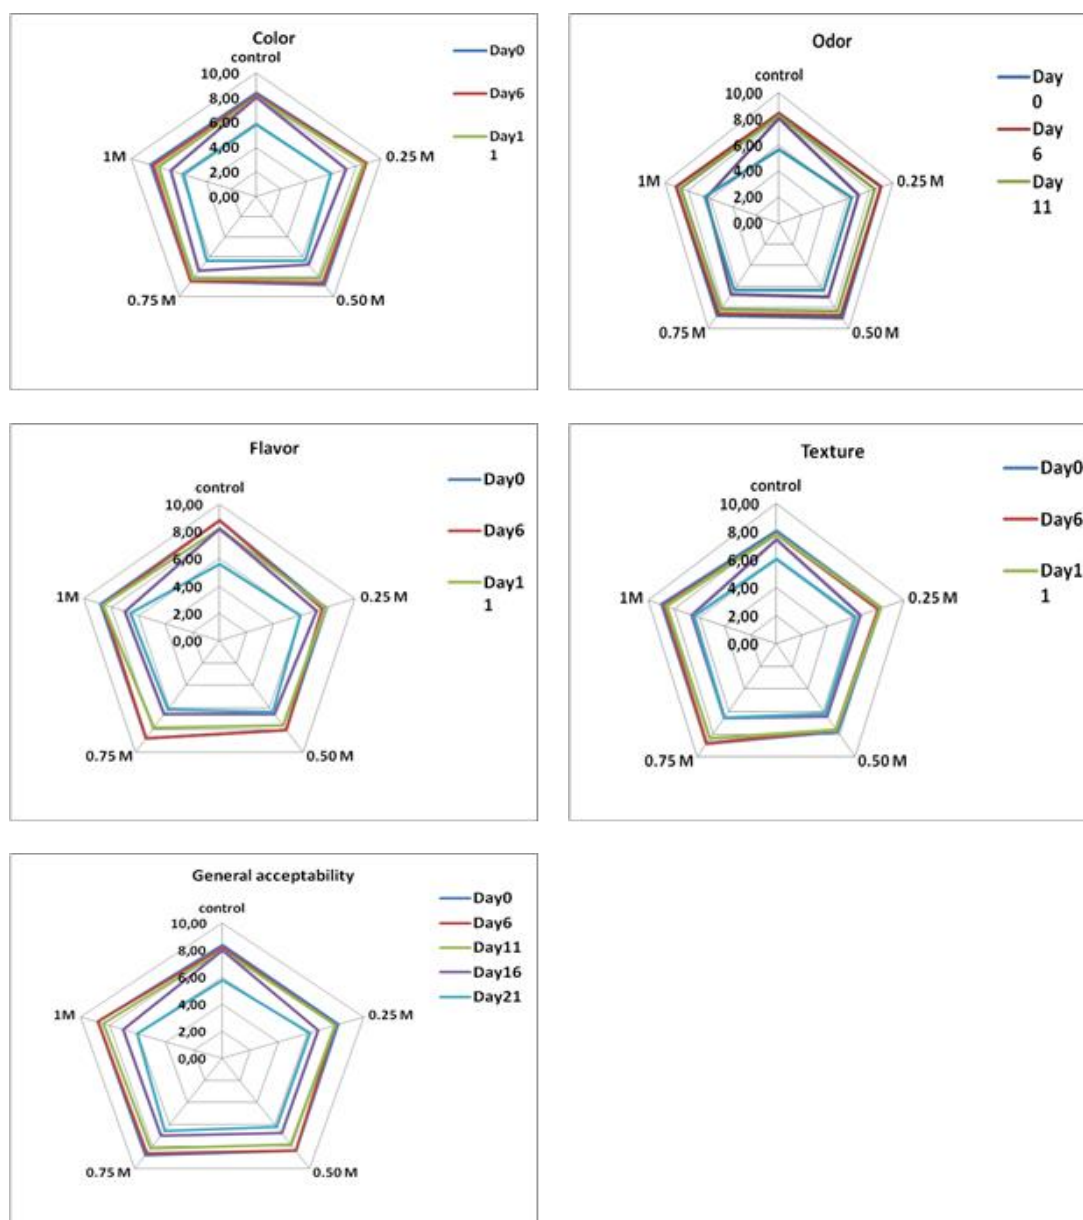 Color
control
10,00
8,00
6,00
4,00
2,00
0,00
0.25 M
0.50 M
0.75 M
1M
Day0
Day6
Day1
1
Odor
control
10,00
8,00
6,00
4,00
2,00
0,00
0.25 M
0.50 M
0.75 M
1M
Day
0
Day
6
Day
11
Flavor
control
10,00
8,00
6,00
4,00
2,00
0,00
0.25 M
0.50 M
0.75 M
1M
Day0
Day6
Day1
1
Texture
control
10,00
8,00
6,00
4,00
2,00
0,00
0.25 M
0.50 M
0.75 M
1M
Day0
Day6
Day1
1
General acceptability
control
10,00
8,00
6,00
4,00
2,00
0,00
0.25 M
0.50 M
0.75 M
1M
Day0
Day6
Day11
Day16
Day21